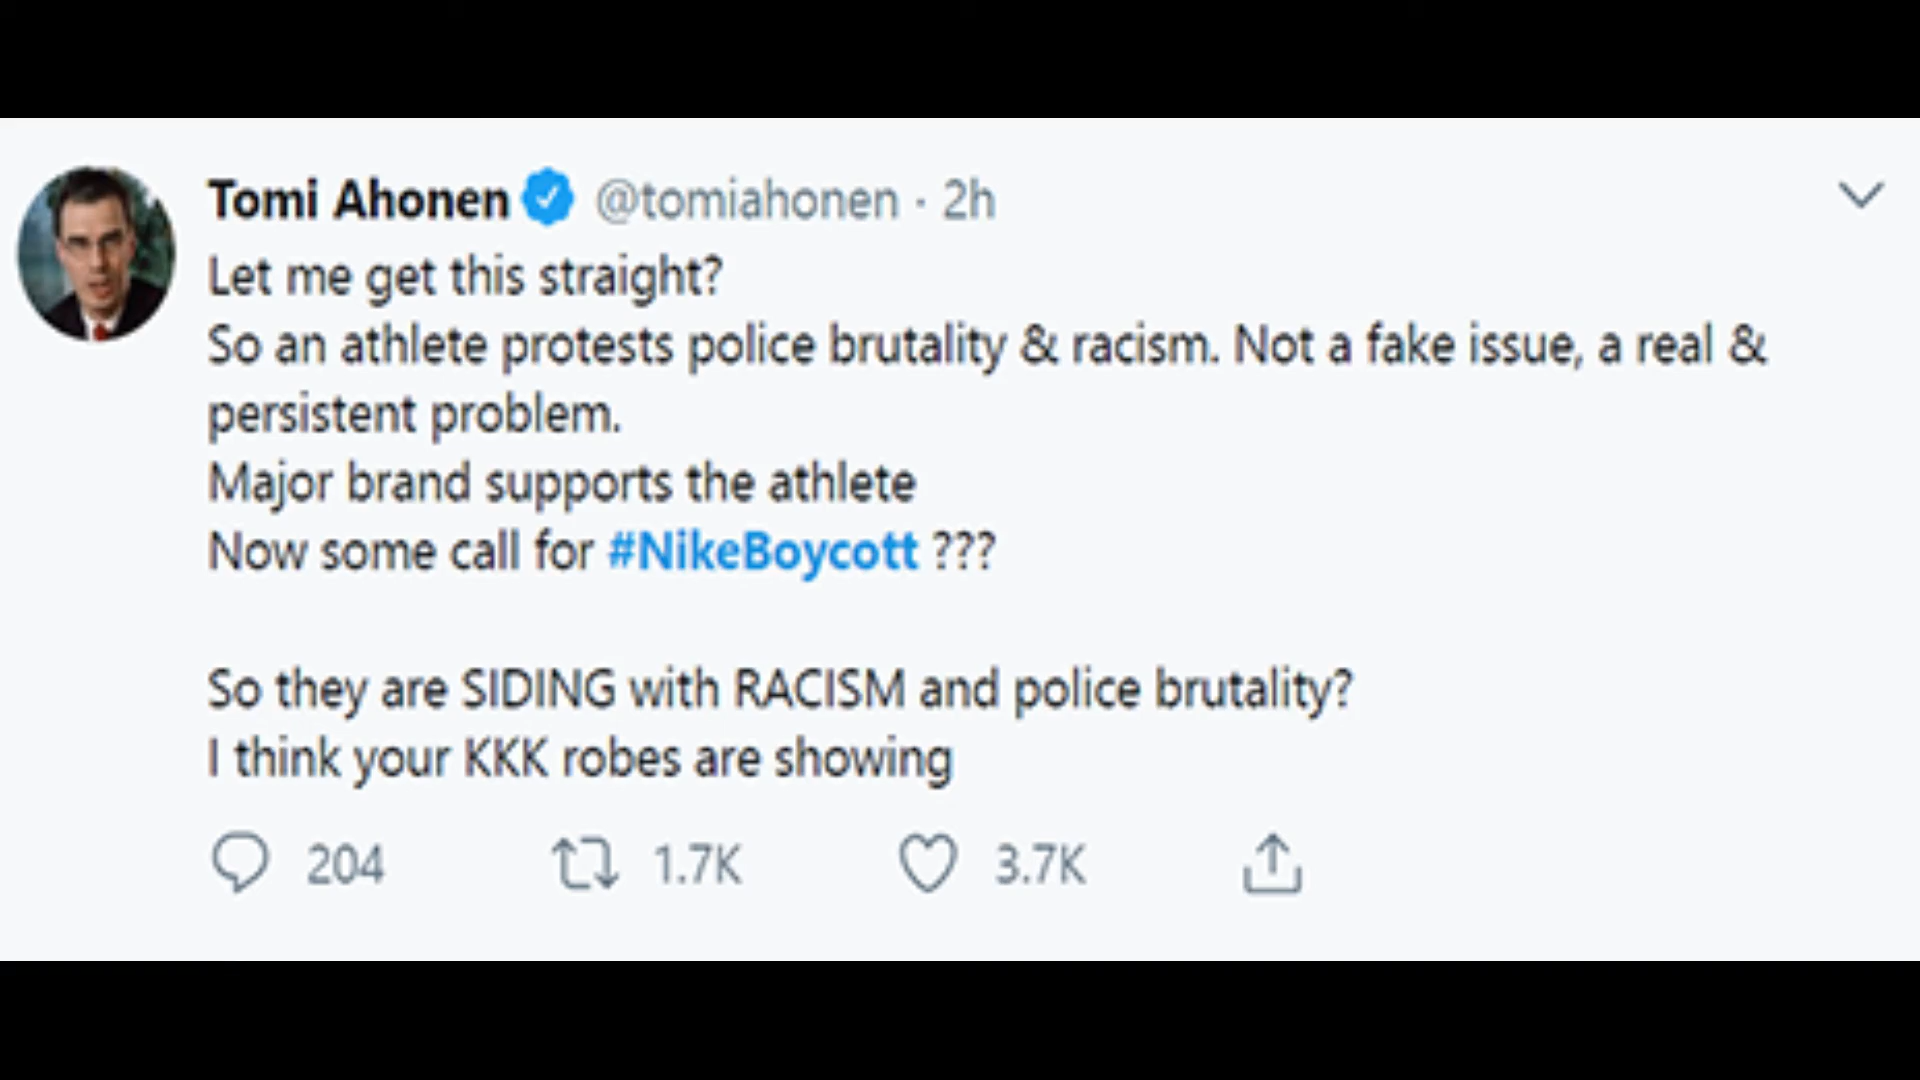 Tomi Ahonen @tomiahonen · 2h
Let me get this straight?
So an athlete protests police brutality & racism. Not a fake issue, a real &
persistent problem.
Major brand supports the athlete
Now some call for #NikeBoycott ???
So they are SIDING with RACISM and police brutality?
I think your KKK robes are showing
204 1.7K 3.7K